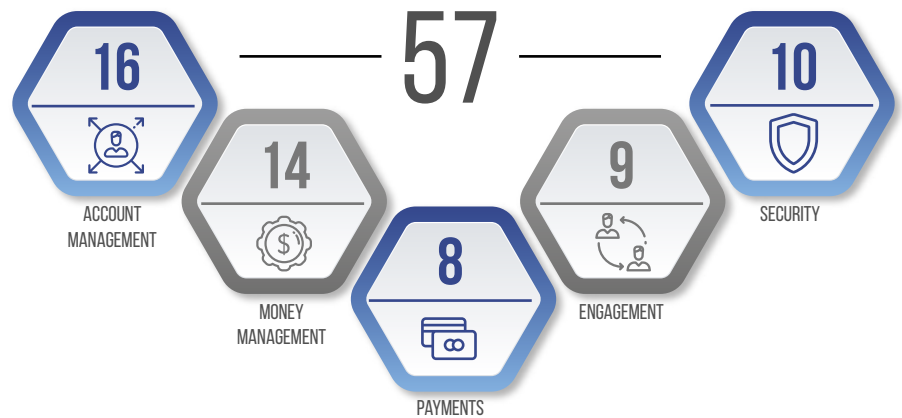 57
16
ACCOUNT
MANAGEMENT
14
$
MONEY
MANAGEMENT
8
PAYMENTS
9
ENGAGEMENT
10
SECURITY